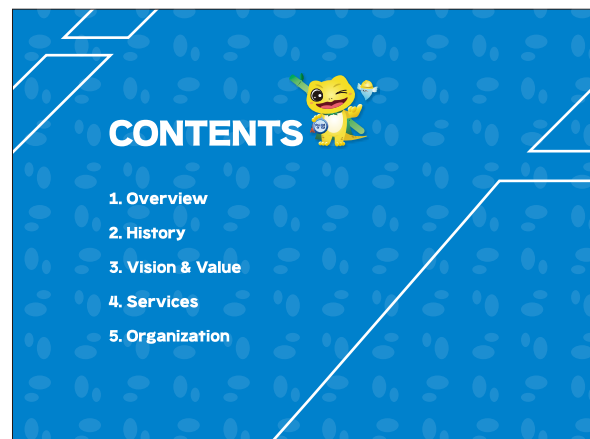 CONTENTS
1. Overview
2. History
3. Vision & Value
4. Services
5. Organization